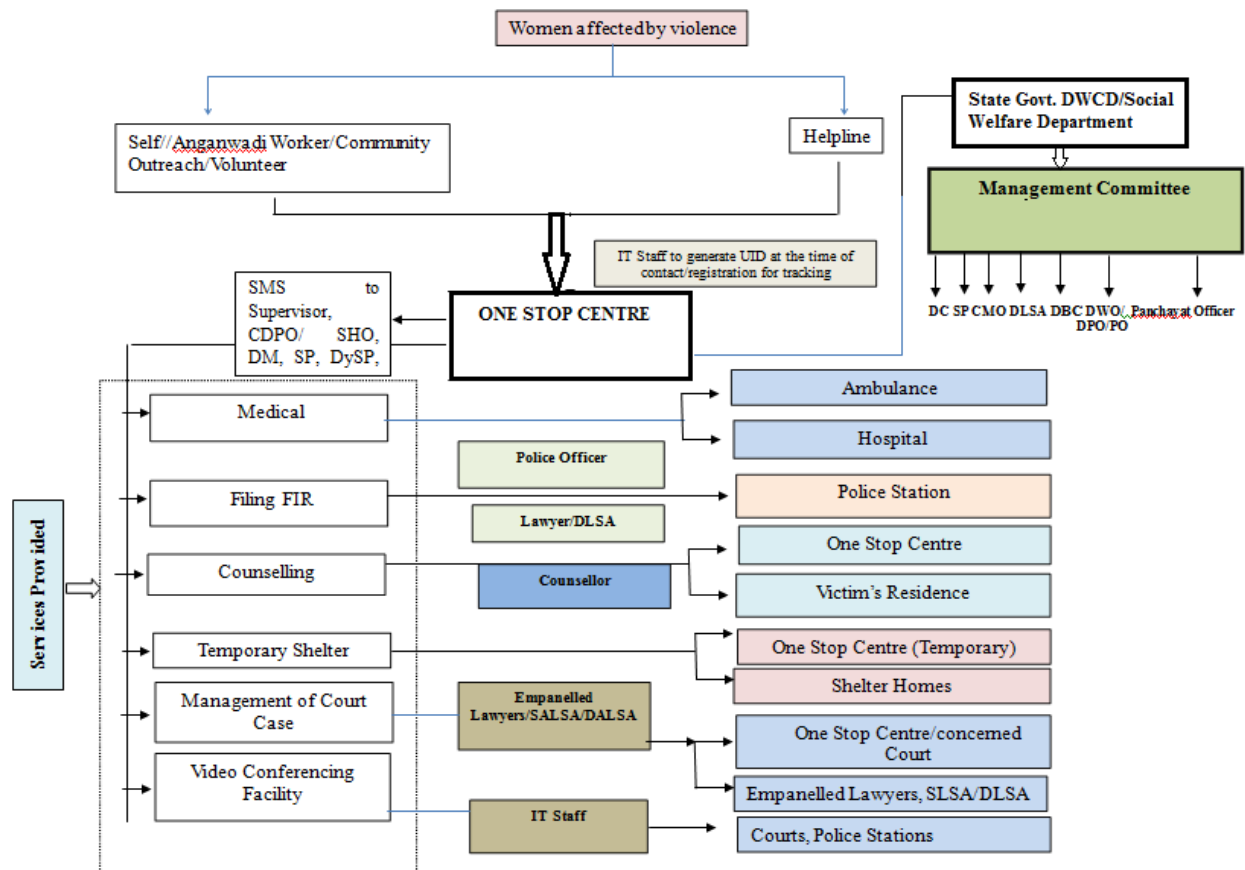 Women affected by violence
State Govt. DWCD/Social
Welfare Department
Self//Anganwadi Worker/Community
Outreach/Volunteer
Helpline
Management Committee
IT Staff to generate UID at the time of
contact/registration for tracking
SMS to
Supervisor,
CDPO/ SHO,
DM, SP, DySP,
ONE STOP CENTRE
DC SP CMO DLSA DBC DWO/ Panchayat Officer
DPO/PO
Services Provided
Medical
Ambulance
Hospital
Police Officer
Filing FIR
Police Station
Lawyer/DLSA
Counselling
Counsellor
One Stop Centre
Victim's Residence
Temporary Shelter
One Stop Centre (Temporary)
Shelter Homes
Management of Court
Case
Empanelled
Lawyers/SALSA/DALSA
One Stop Centre/concerned
Court
Video Conferencing
Facility
Empanelled Lawyers, SLSA/DLSA
IT Staff
Courts, Police Stations